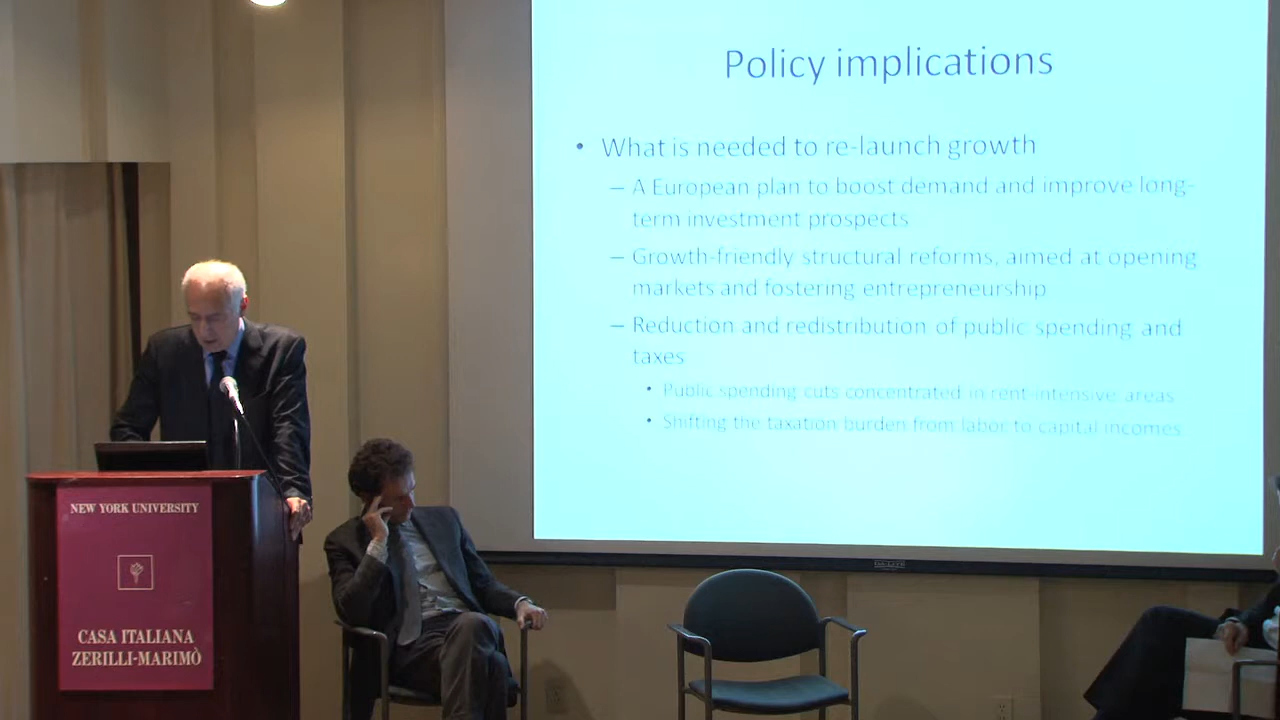 Policy implications
• What is needed to re-launch growth
– A European plan to boost demand and improve long-
term investment prospects
– Growth-friendly structural reforms, aimed at opening
markets and fostering entrepreneurship
– Reduction and redistribution of public spending and
taxes
• Public spending cuts concentrated in rent-intensive areas
• Shifting the taxation burden from labor to capital incomes
NEW YORK UNIVERSITY
CASA ITALIANA
ZERILLI-MARIMÒ